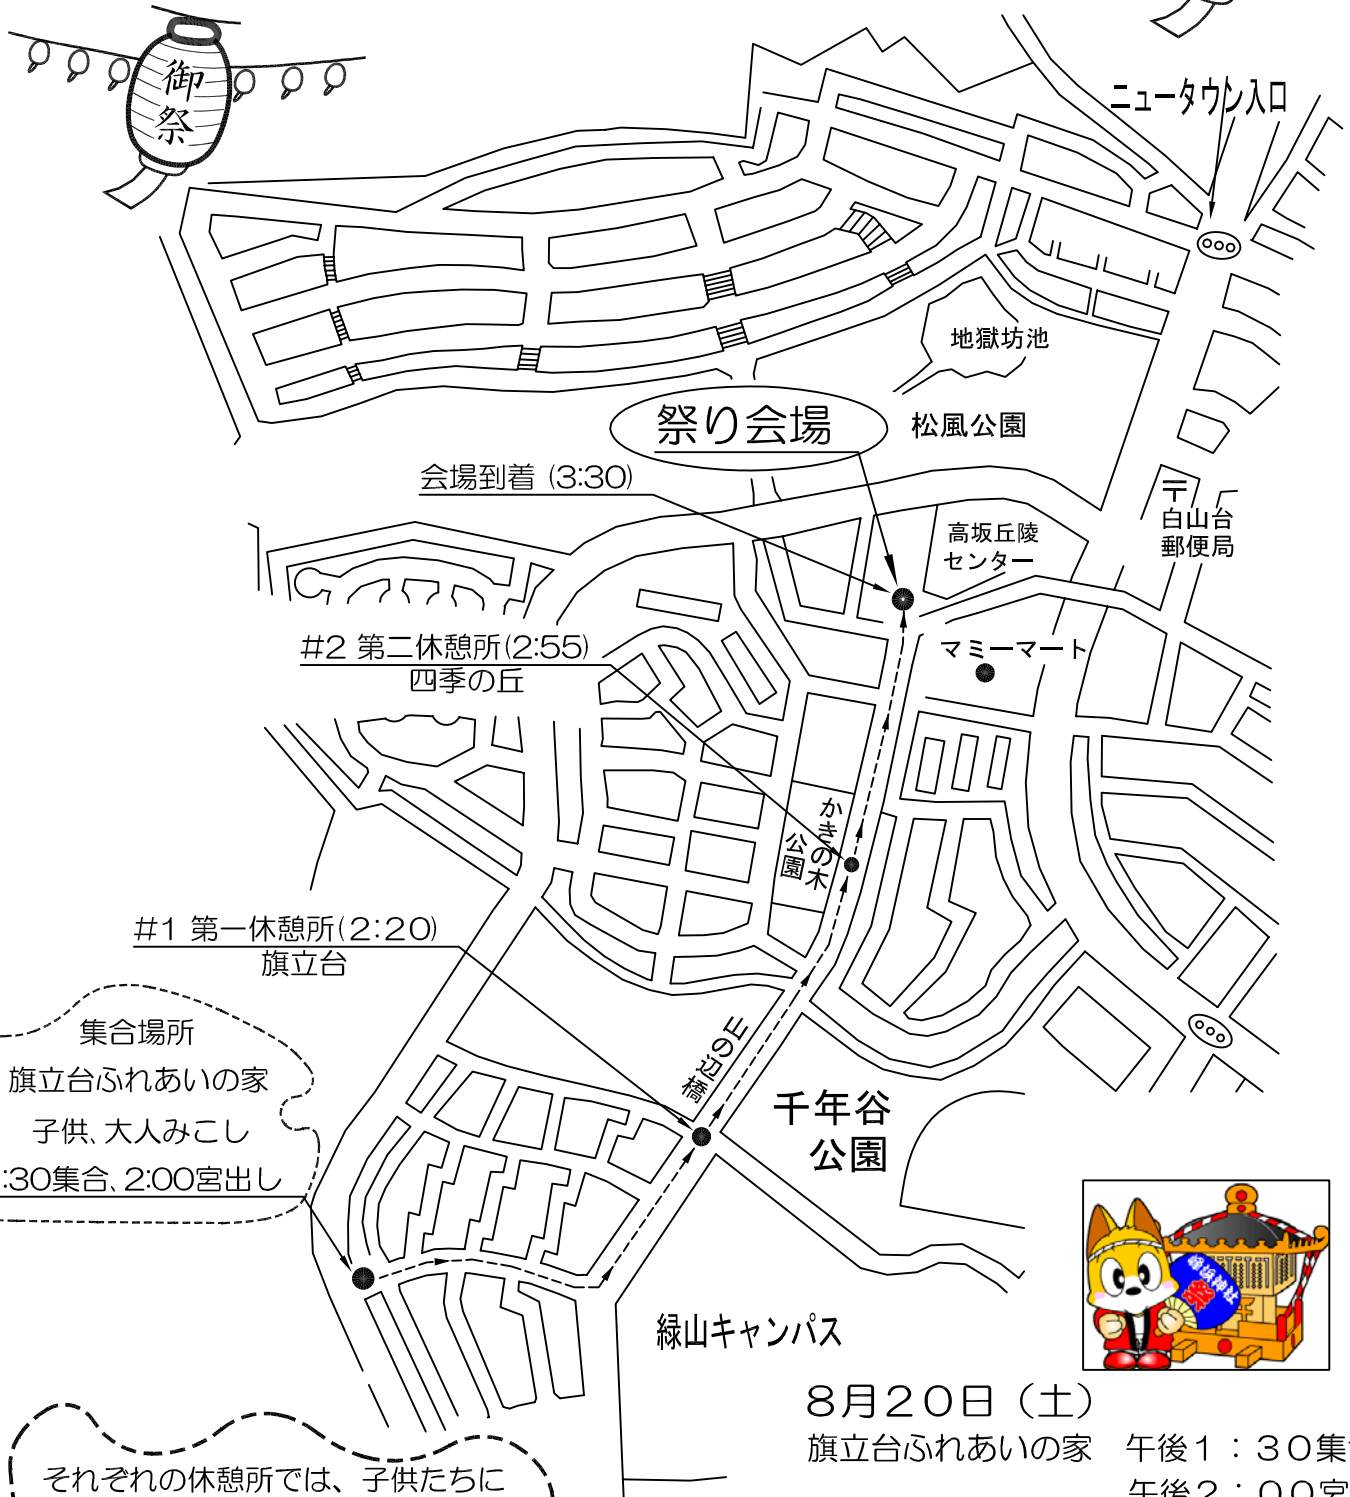 御祭
ニュータウン入口
地獄坊池
祭り会場
松風公園
会場到着 (3:30)
〒
白山台
郵便局
高坂丘陵
センター
#2 第二休憩所(2:55)
四季の丘
マミーマート
かきの木
公園
#1 第一休憩所(2:20)
旗立台
集合場所
旗立台ふれあいの家
子供、大人みこし
:30集合、2:00宮出し
山の辺橋
千年谷
公園
緑山キャンパス
祭
8月20日（土）
旗立台ふれあいの家　午後1：30集
午後2：00宮
それぞれの休憩所では、子供たちに